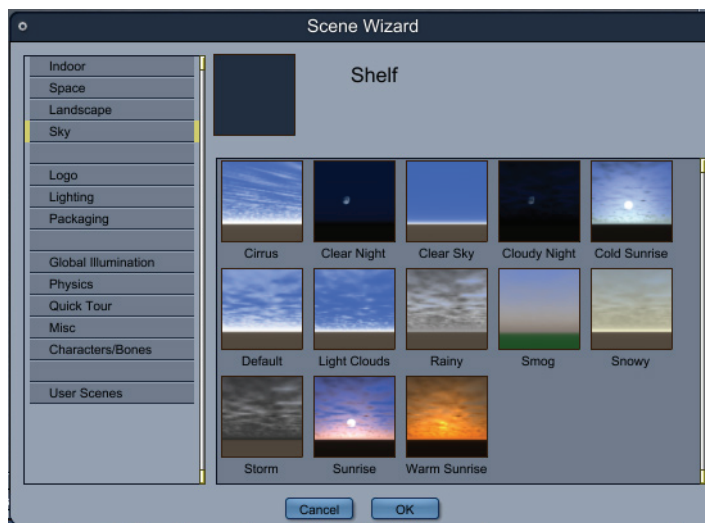 Scene Wizard
Indoor
Space
Landscape
Sky
Logo
Lighting
Packaging
Global Illumination
Physics
Quick Tour
Misc
Characters/Bones
User Scenes
Shelf
Cirrus
Clear Night
Clear Sky
Cloudy Night
Cold Sunrise
Default
Light Clouds
Rainy
Smog
Snowy
Storm
Sunrise
Warm Sunrise
Cancel
OK